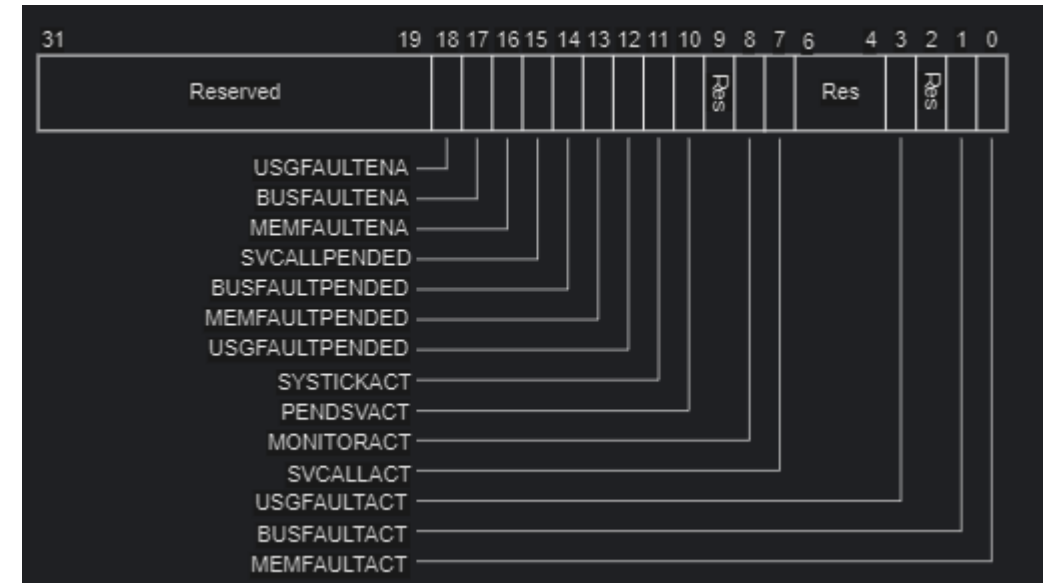 31 19 18 17 16 15 14 13 12 11 10 9 8 7 6 4 3 2 1 0
Reserved Res Res Res
USGFAULTENA
BUSFAULTENA
MEMFAULTENA
SVCALLPENDED
BUSFAULTPENDED
MEMFAULTPENDED
USGFAULTPENDED
SYSTICKACT
PENDSVACT
MONITORACT
SVCALLACT
USGFAULTACT
BUSFAULTACT
MEMFAULTACT